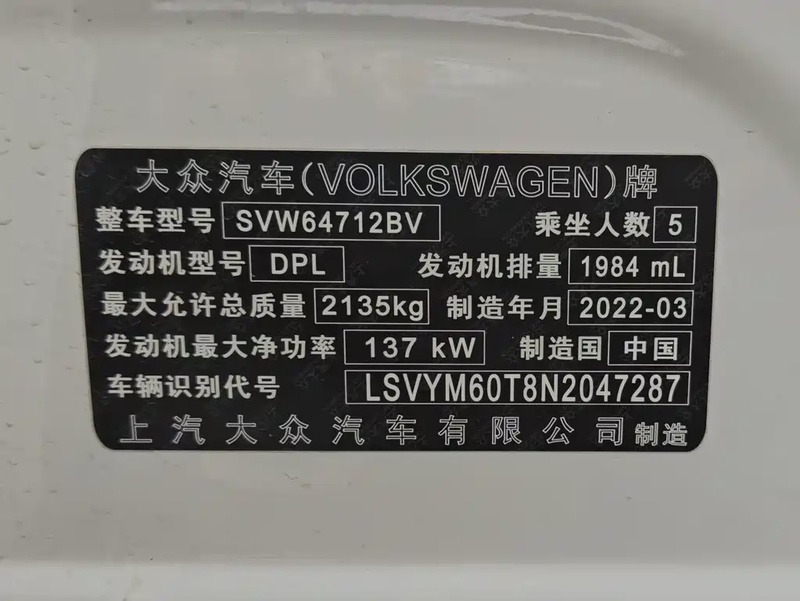 大众汽车(VOLKSWAGEN)牌
整车型号 SVW64712BV 乘坐人数 5
发动机型号 DPL 发动机排量 1984 mL
最大允许总质量 2135kg 制造年月 2022-03
发动机最大净功率 137 kW 制造国 中国
车辆识别代号 LSVYM60T8N2047287
上汽大众汽车有限公司 制造